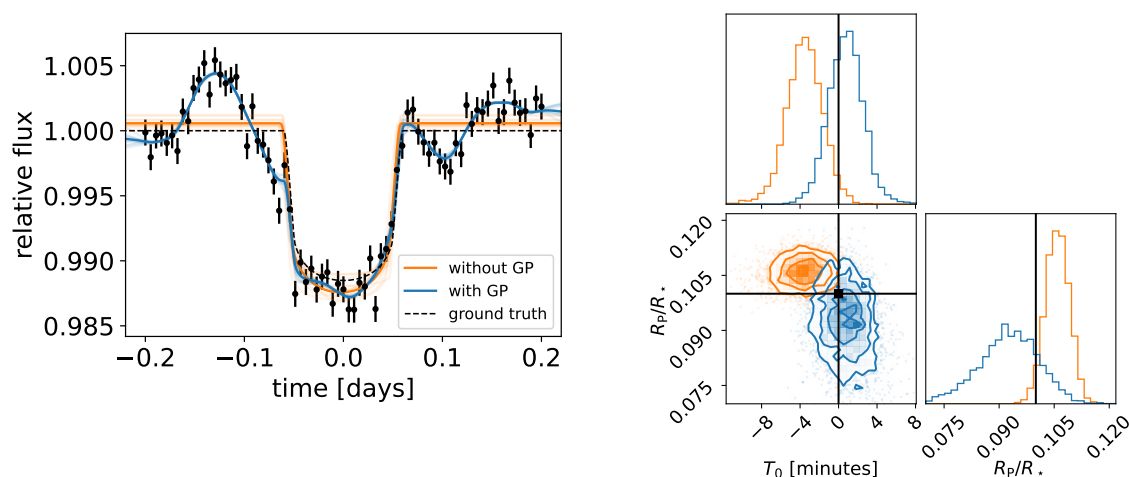 1.005
1.000
0.995
0.990
0.985
relative flux
without GP
with GP
ground truth
−0.2 −0.1 0.0 0.1 0.2
time [days]
0.120
0.105
0.090
0.075
R_P/R⋆
−8 −4 0 4 8
T_0 [minutes]
0.075 0.090 0.105 0.120
R_P/R⋆